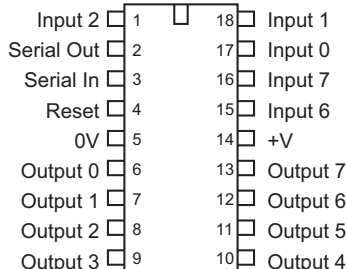 Input 2 1 18 Input 1
Serial Out 2 17 Input 0
Serial In 3 16 Input 7
Reset 4 15 Input 6
0V 5 14 +V
Output 0 6 13 Output 7
Output 1 7 12 Output 6
Output 2 8 11 Output 5
Output 3 9 10 Output 4